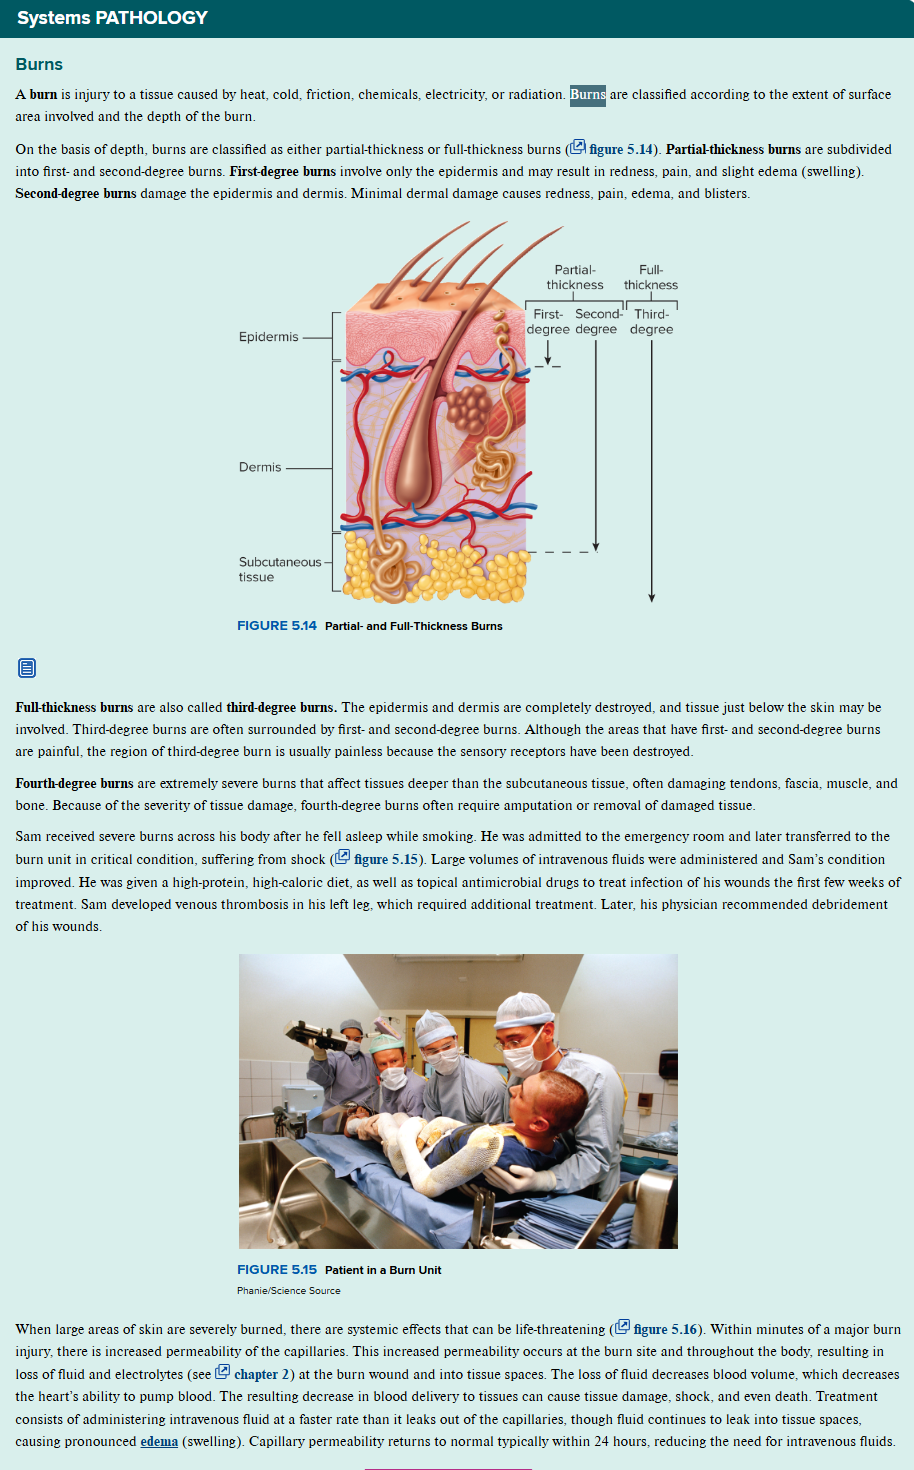 Systems PATHOLOGY
Burns
A burn is injury to a tissue caused by heat, cold, friction, chemicals, electricity, or radiation. Burns are classified according to the extent of surface
area involved and the depth of the burn.
On the basis of depth, burns are classified as either partial-thickness or full-thickness burns (figure 5.14). Partial-thickness burns are subdivided
into first- and second-degree burns. First-degree burns involve only the epidermis and may result in redness, pain, and slight edema (swelling).
Second-degree burns damage the epidermis and dermis. Minimal dermal damage causes redness, pain, edema, and blisters.
Partial-
thickness
Full-
thickness
First-
degree
Second-
degree
Third-
degree
Epidermis
Dermis
Subcutaneous
tissue
FIGURE 5.14 Partial- and Full-Thickness Burns
Full-thickness burns are also called third-degree burns. The epidermis and dermis are completely destroyed, and tissue just below the skin may be
involved. Third-degree burns are often surrounded by first- and second-degree burns. Although the areas that have first- and second-degree burns
are painful, the region of third-degree burn is usually painless because the sensory receptors have been destroyed.
Fourth-degree burns are extremely severe burns that affect tissues deeper than the subcutaneous tissue, often damaging tendons, fascia, muscle, and
bone. Because of the severity of tissue damage, fourth-degree burns often require amputation or removal of damaged tissue.
Sam received severe burns across his body after he fell asleep while smoking. He was admitted to the emergency room and later transferred to the
burn unit in critical condition, suffering from shock (figure 5.15). Large volumes of intravenous fluids were administered and Sam's condition
improved. He was given a high-protein, high-caloric diet, as well as topical antimicrobial drugs to treat infection of his wounds the first few weeks of
treatment. Sam developed venous thrombosis in his left leg, which required additional treatment. Later, his physician recommended debridement
of his wounds.
FIGURE 5.15 Patient in a Burn Unit
Phanie/Science Source
When large areas of skin are severely burned, there are systemic effects that can be life-threatening (figure 5.16). Within minutes of a major burn
injury, there is increased permeability of the capillaries. This increased permeability occurs at the burn site and throughout the body, resulting in
loss of fluid and electrolytes (see chapter 2) at the burn wound and into tissue spaces. The loss of fluid decreases blood volume, which decreases
the heart's ability to pump blood. The resulting decrease in blood delivery to tissues can cause tissue damage, shock, and even death. Treatment
consists of administering intravenous fluid at a faster rate than it leaks out of the capillaries, though fluid continues to leak into tissue spaces,
causing pronounced edema (swelling). Capillary permeability returns to normal typically within 24 hours, reducing the need for intravenous fluids.